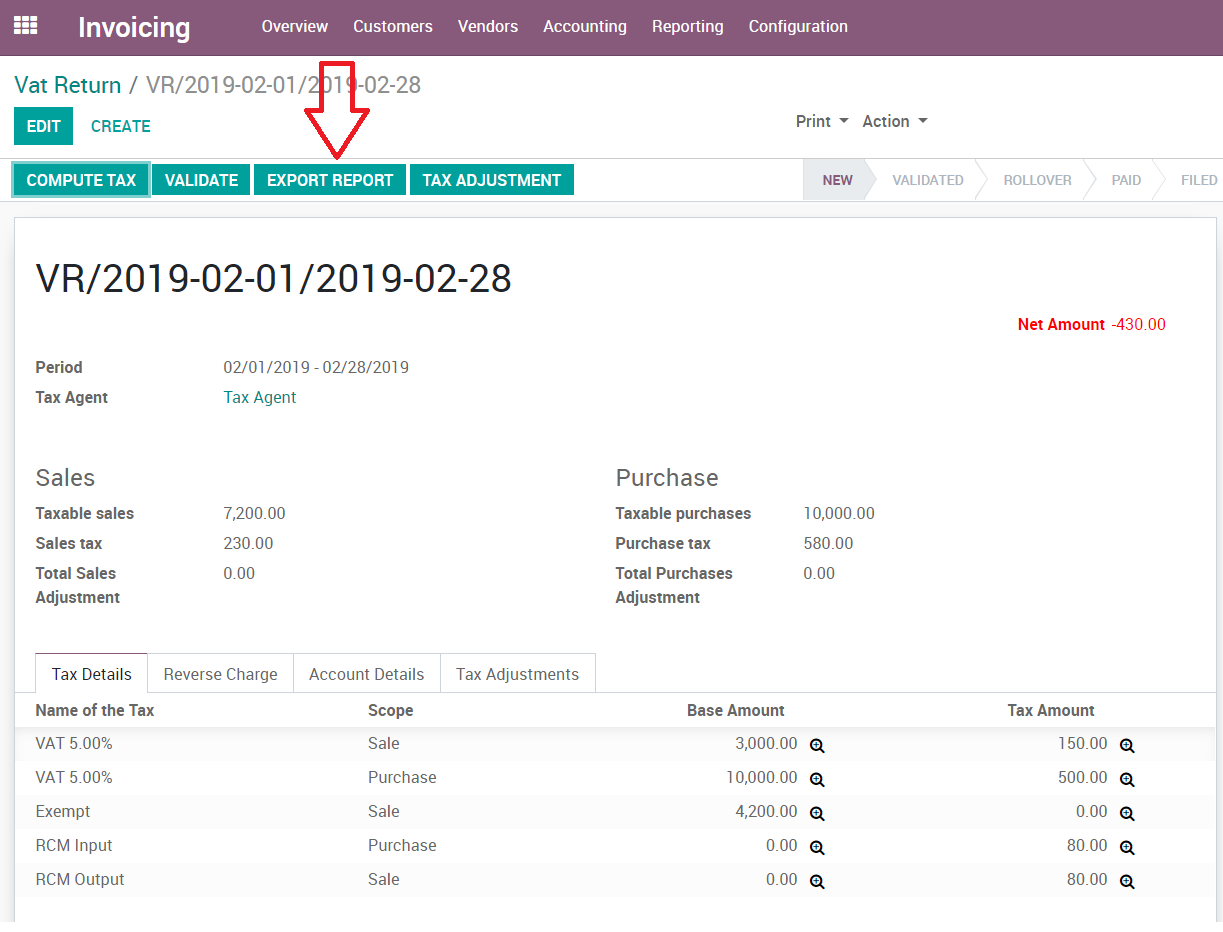 Invoicing Overview Customers Vendors Accounting Reporting Configuration
Vat Return / VR/2019-02-01/2019-02-28
EDIT CREATE Print Action
COMPUTE TAX VALIDATE EXPORT REPORT TAX ADJUSTMENT NEW VALIDATED ROLLOVER PAID FILED
VR/2019-02-01/2019-02-28
Net Amount -430.00
Period 02/01/2019 - 02/28/2019
Tax Agent Tax Agent
Sales Purchase
Taxable sales 7,200.00 Taxable purchases 10,000.00
Sales tax 230.00 Purchase tax 580.00
Total Sales 0.00 Total Purchases 0.00
Adjustment Adjustment
Tax Details Reverse Charge Account Details Tax Adjustments
Name of the Tax Scope Base Amount Tax Amount
VAT 5.00% Sale 3,000.00 150.00
VAT 5.00% Purchase 10,000.00 500.00
Exempt Sale 4,200.00 0.00
RCM Input Purchase 0.00 80.00
RCM Output Sale 0.00 80.00